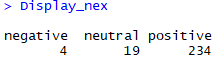 > Display_nex
negative neutral positive
4 19 234